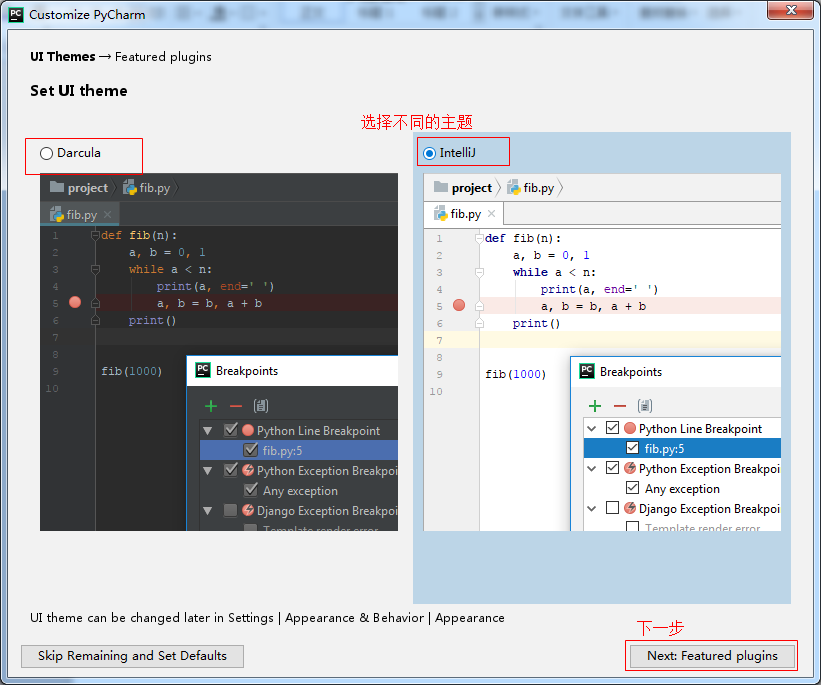 PC Customize PyCharm
UI Themes → Featured plugins
Set UI theme
选择不同的主题
Darcula
project fib.py
fib.py
1 def fib(n):
2 a, b = 0, 1
3 while a < n:
4 print(a, end=' ')
5 a, b = b, a + b
6 print()
7
8
9 fib(1000)
10
PC Breakpoints
Python Line Breakpoint
fib.py:5
Python Exception Breakpoi
Any exception
Django Exception Breakpoi
Template render error
IntelliJ
project fib.py
fib.py
1 def fib(n):
2 a, b = 0, 1
3 while a < n:
4 print(a, end=' ')
5 a, b = b, a + b
6 print()
7
8
9 fib(1000)
10
PC Breakpoints
Python Line Breakpoint
fib.py:5
Python Exception Breakpoi
Any exception
Django Exception Breakpoi
Template render error
UI theme can be changed later in Settings | Appearance & Behavior | Appearance
下一步
Skip Remaining and Set Defaults
Next: Featured plugins